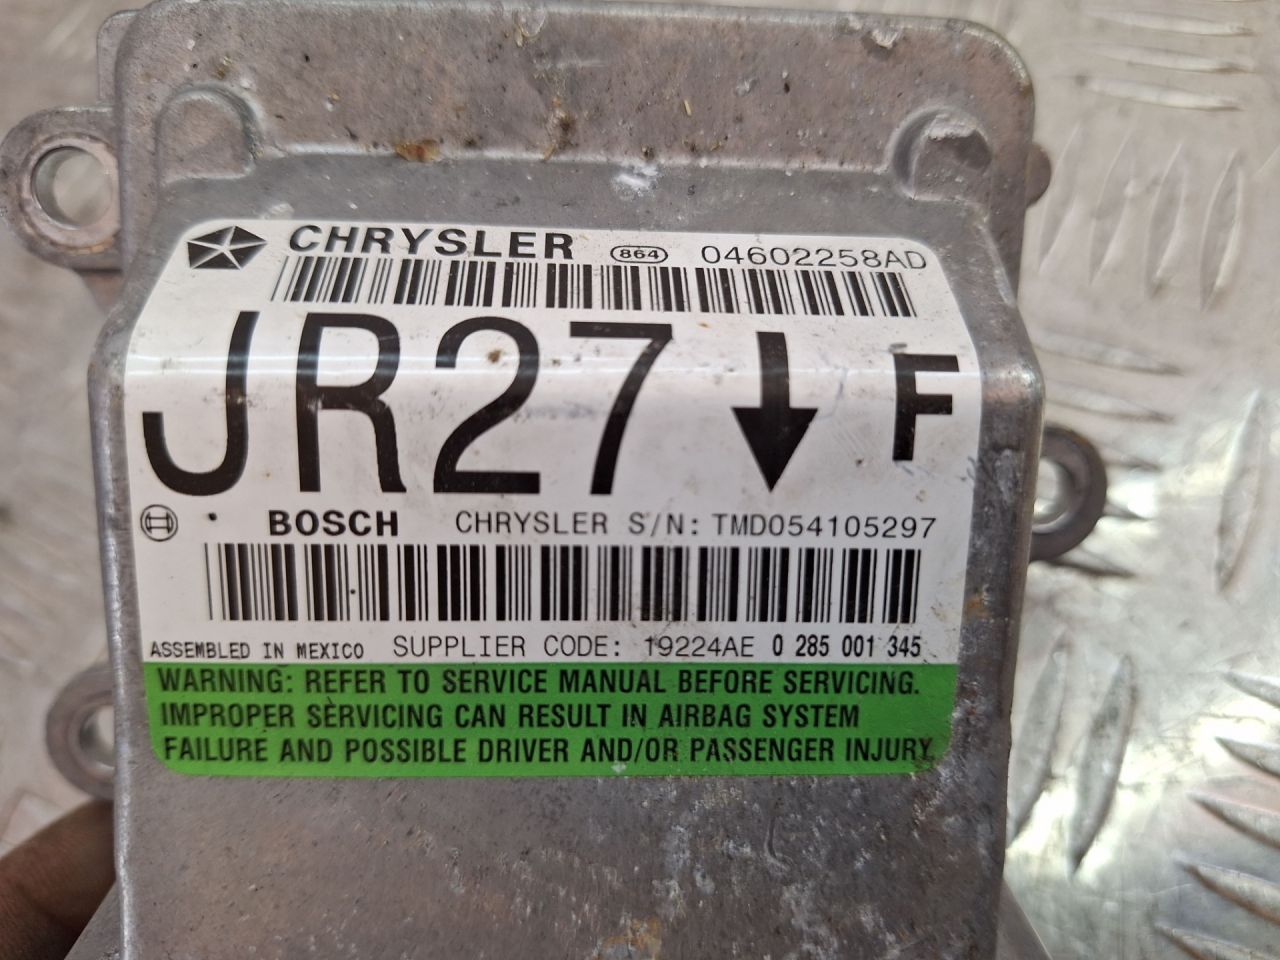 CHRYSLER 864 04602258AD
JR27 F
BOSCH CHRYSLER S/N: TMD054105297
ASSEMBLED IN MEXICO SUPPLIER CODE: 19224AE 0 285 001 345
WARNING: REFER TO SERVICE MANUAL BEFORE SERVICING.
IMPROPER SERVICING CAN RESULT IN AIRBAG SYSTEM
FAILURE AND POSSIBLE DRIVER AND/OR PASSENGER INJURY.